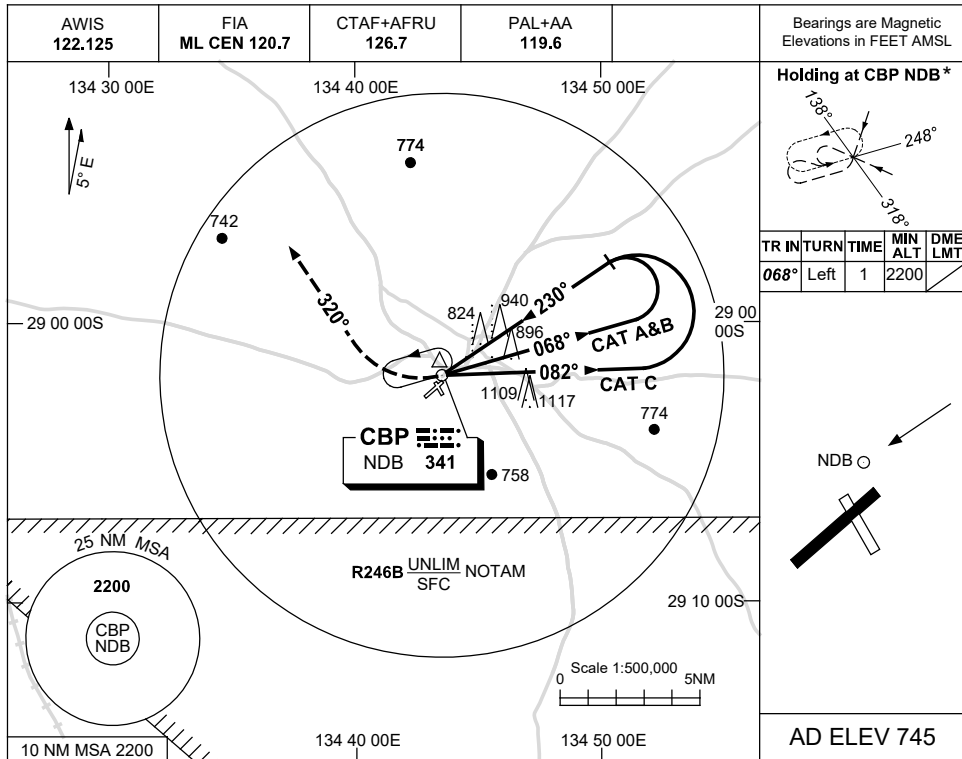 AWIS
122.125
FIA
ML CEN 120.7
CTAF+AFRU
126.7
PAL+AA
119.6
Bearings are Magnetic
Elevations in FEET AMSL
134 30 00E
134 40 00E
134 50 00E
5° E
774
742
320°
824
940
896
230°
068°
CAT A&B
082°
CAT C
1109
1117
29 00 00S
29 00
00S
774
CBP
NDB 341
758
25 NM MSA
2200
CBP
NDB
10 NM MSA 2200
R246B UNLIM NOTAM
SFC
29 10 00S
Scale 1:500,000
0 5NM
134 40 00E
134 50 00E
Holding at CBP NDB*
138°
248°
318°
TR IN TURN TIME MIN ALT DME LMT
068° Left 1 2200
NDB
AD ELEV 745